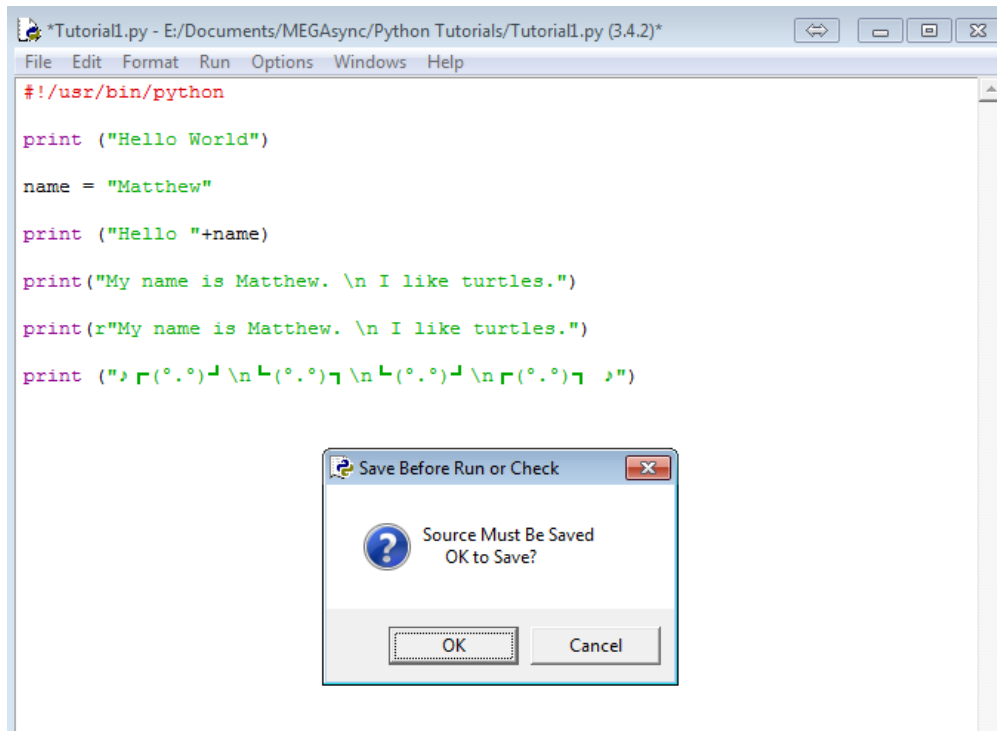 *Tutorial1.py - E:/Documents/MEGAsync/Python Tutorials/Tutorial1.py (3.4.2)*
File Edit Format Run Options Windows Help
#!/usr/bin/python
print ("Hello World")
name = "Matthew"
print ("Hello "+name)
print("My name is Matthew. \n I like turtles.")
print(r"My name is Matthew. \n I like turtles.")
print ("♪┏(°.°)┛\n┗(°.°)┓\n┗(°.°)┛\n┏(°.°)┓ ♪")
Save Before Run or Check
Source Must Be Saved
OK to Save?
OK Cancel